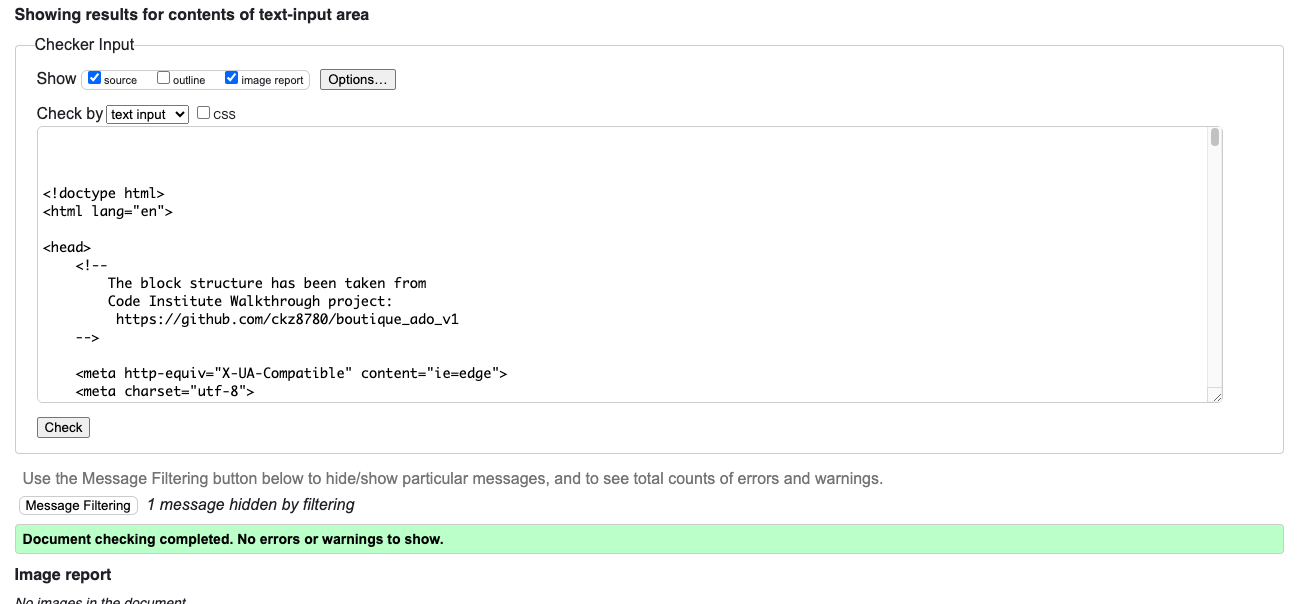 Showing results for contents of text-input area
Checker Input
Show source outline image report Options...
Check by text input CSS
<!doctype html>
<html lang="en">
<head>
<!--
The block structure has been taken from
Code Institute Walkthrough project:
https://github.com/ckz8780/boutique_ado_v1
-->
<meta http-equiv="X-UA-Compatible" content="ie=edge">
<meta charset="utf-8">
Check
Use the Message Filtering button below to hide/show particular messages, and to see total counts of errors and warnings.
Message Filtering 1 message hidden by filtering
Document checking completed. No errors or warnings to show.
Image report
No images in the document